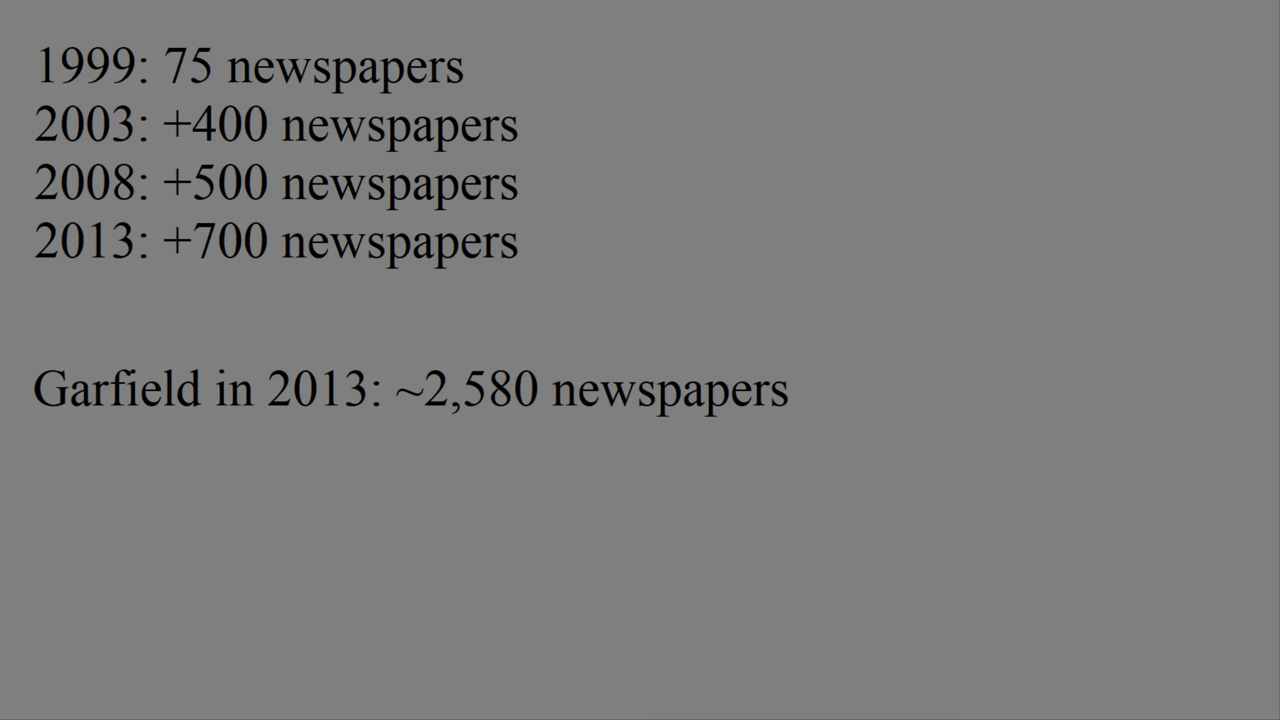 1999: 75 newspapers
2003: +400 newspapers
2008: +500 newspapers
2013: +700 newspapers
Garfield in 2013: ~2,580 newspapers